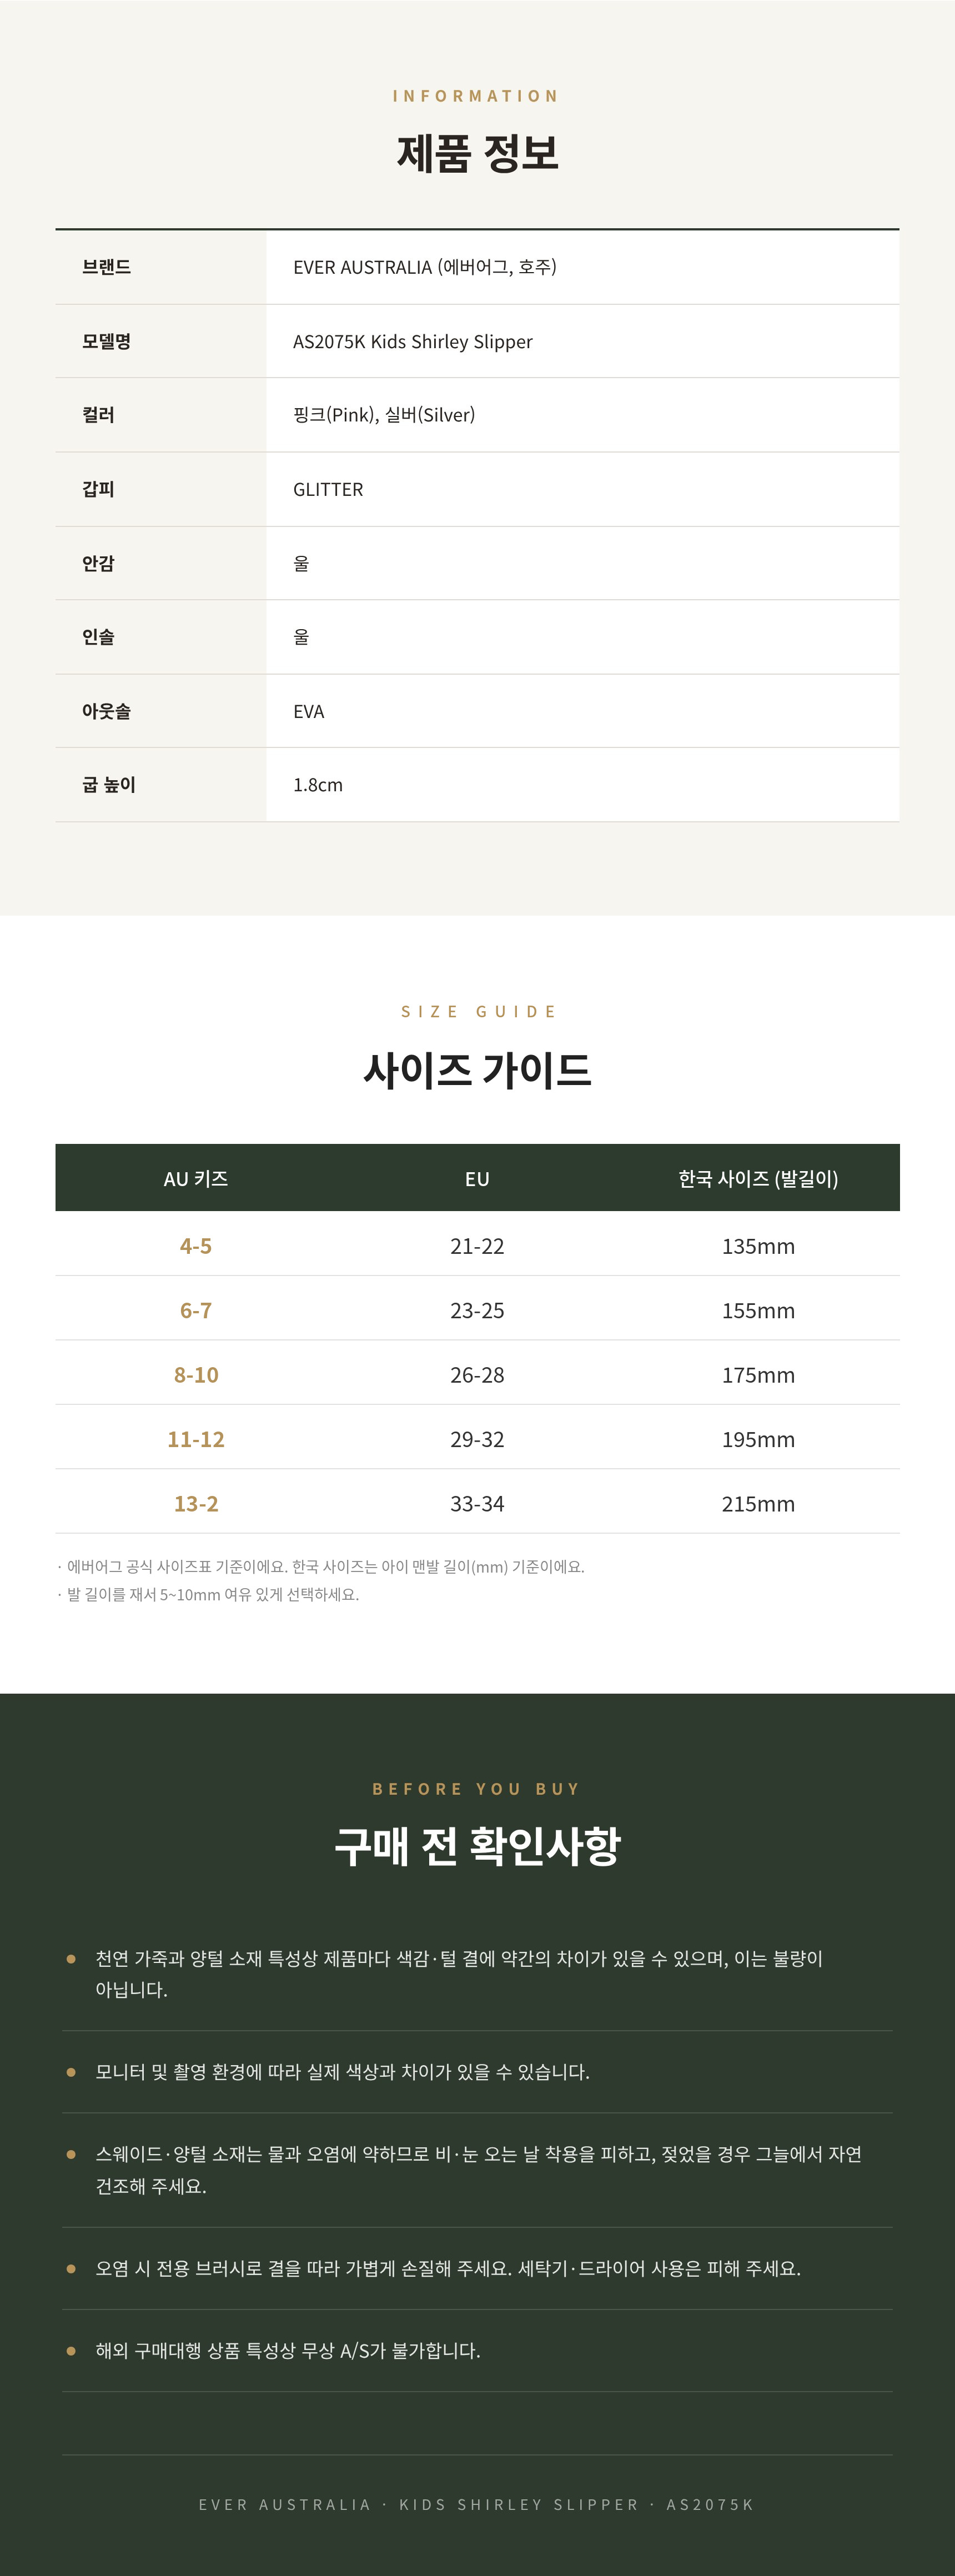 INFORMATION
제품 정보
브랜드 EVER AUSTRALIA (에버어그, 호주)
모델명 AS2075K Kids Shirley Slipper
컬러 핑크(Pink), 실버(Silver)
갑피 GLITTER
안감 울
인솔 울
아웃솔 EVA
굽 높이 1.8cm
SIZE GUIDE
사이즈 가이드
AU 키즈 EU 한국 사이즈 (발길이)
4-5 21-22 135mm
6-7 23-25 155mm
8-10 26-28 175mm
11-12 29-32 195mm
13-2 33-34 215mm
· 에버어그 공식 사이즈표 기준이에요. 한국 사이즈는 아이 맨발 길이(mm) 기준이에요.
· 발 길이를 재서 5~10mm 여유 있게 선택하세요.
BEFORE YOU BUY
구매 전 확인사항
● 천연 가죽과 양털 소재 특성상 제품마다 색감·털 결에 약간의 차이가 있을 수 있으며, 이는 불량이
아닙니다.
● 모니터 및 촬영 환경에 따라 실제 색상과 차이가 있을 수 있습니다.
● 스웨이드·양털 소재는 물과 오염에 약하므로 비·눈 오는 날 착용을 피하고, 젖었을 경우 그늘에서 자연
건조해 주세요.
● 오염 시 전용 브러시로 결을 따라 가볍게 손질해 주세요. 세탁기·드라이어 사용은 피해 주세요.
● 해외 구매대행 상품 특성상 무상 A/S가 불가합니다.
EVER AUSTRALIA · KIDS SHIRLEY SLIPPER · AS2075K